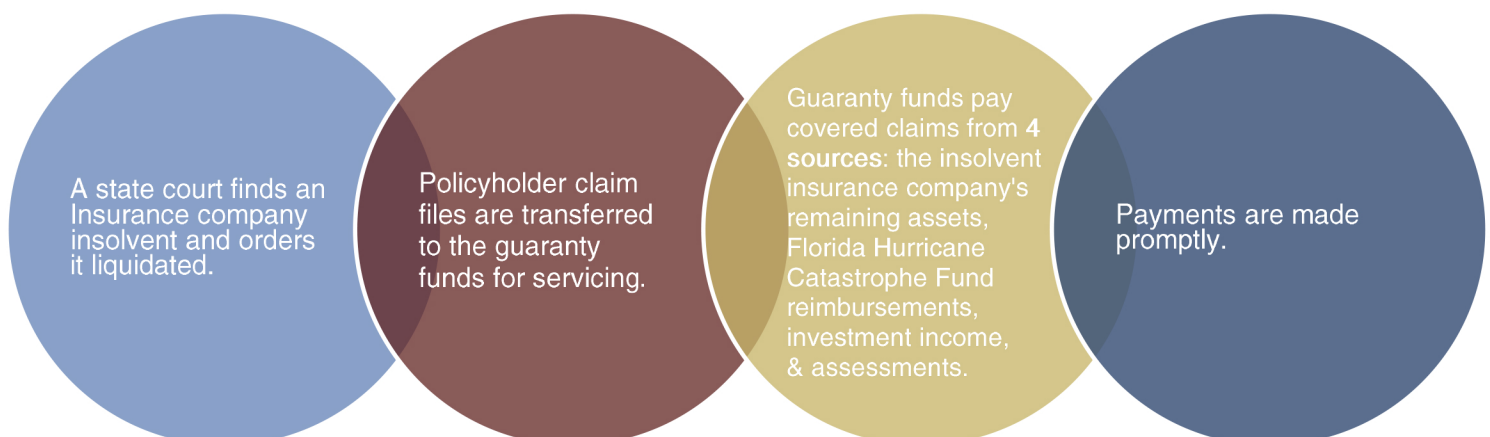 A state court finds an
Insurance company
insolvent and orders
it liquidated.
Policyholder claim
files are transferred
to the guaranty
funds for servicing.
Guaranty funds pay
covered claims from 4
sources: the insolvent
insurance company's
remaining assets,
Florida Hurricane
Catastrophe Fund
reimbursements,
investment income,
& assessments.
Payments are made
promptly.